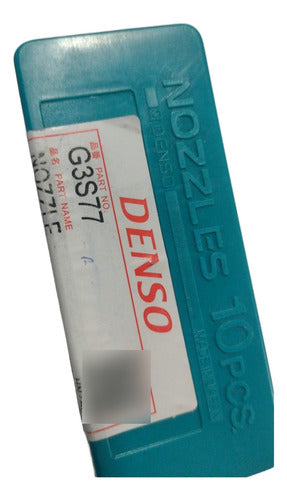 NOZZLES 10PCS.
DENSO
DENSO
品番 PART NO.
G3S77
品名 PART NAME
NOZZLE